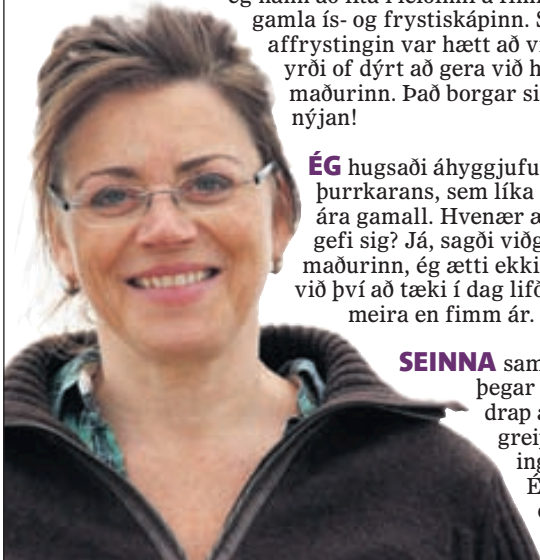 gamla ís- og frystiskápinn. S
affrystingin var hætt að vi
yrði of dýrt að gera við h
maðurinn. Það borgar si
nýjan!
ÉG hugsaði áhyggjufu
þurrkarans, sem líka
ára gamall. Hvenær æ
gefi sig? Já, sagði viðg
maðurinn, ég ætti ekki
við því að tæki í dag lifð
meira en fimm ár.
SEINNA sam
þegar
drap a
grei
ing
É